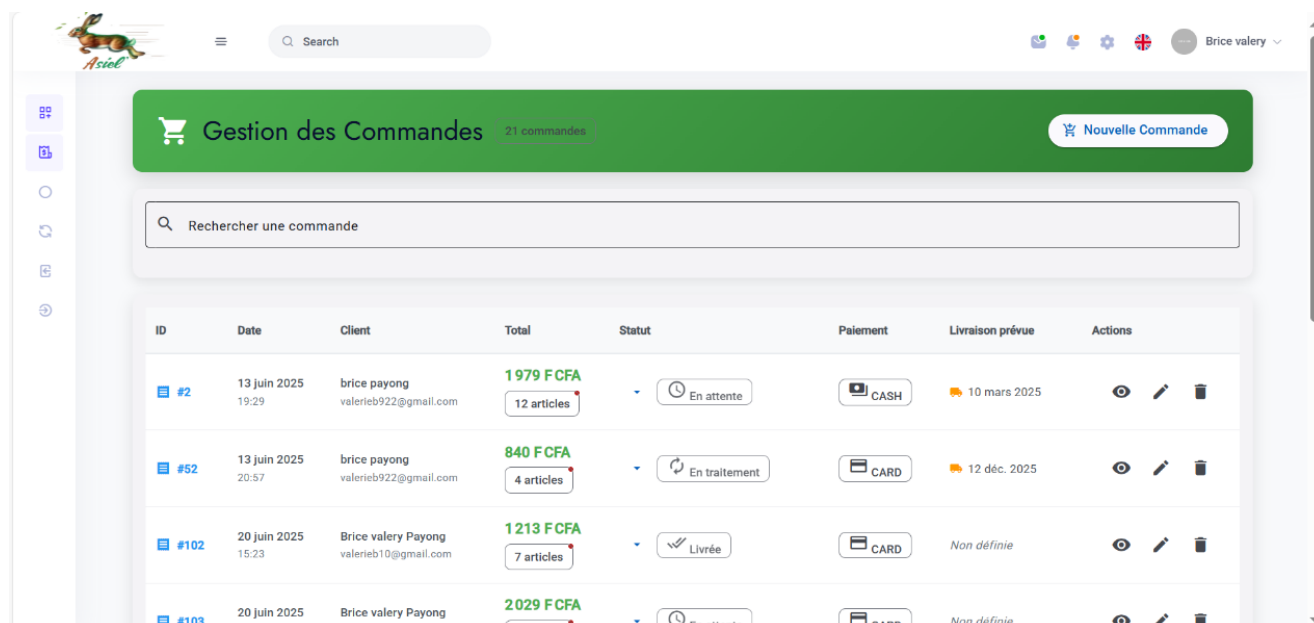 Asiel
Search
Brice valery
Gestion des Commandes
21 commandes
Nouvelle Commande
Rechercher une commande
ID Date Client Total Statut Paiement Livraison prévue Actions
#2 13 juin 2025 brice payong 1 979 F CFA En attente CASH 10 mars 2025
19:29 valerieb922@gmail.com 12 articles
#52 13 juin 2025 brice payong 840 F CFA En traitement CARD 12 déc. 2025
20:57 valerieb922@gmail.com 4 articles
#102 20 juin 2025 Brice valery Payong 1 213 F CFA Livrée CARD Non définie
15:23 valerieb10@gmail.com 7 articles
#103 20 juin 2025 Brice valery Payong 2 029 F CFA Non définie